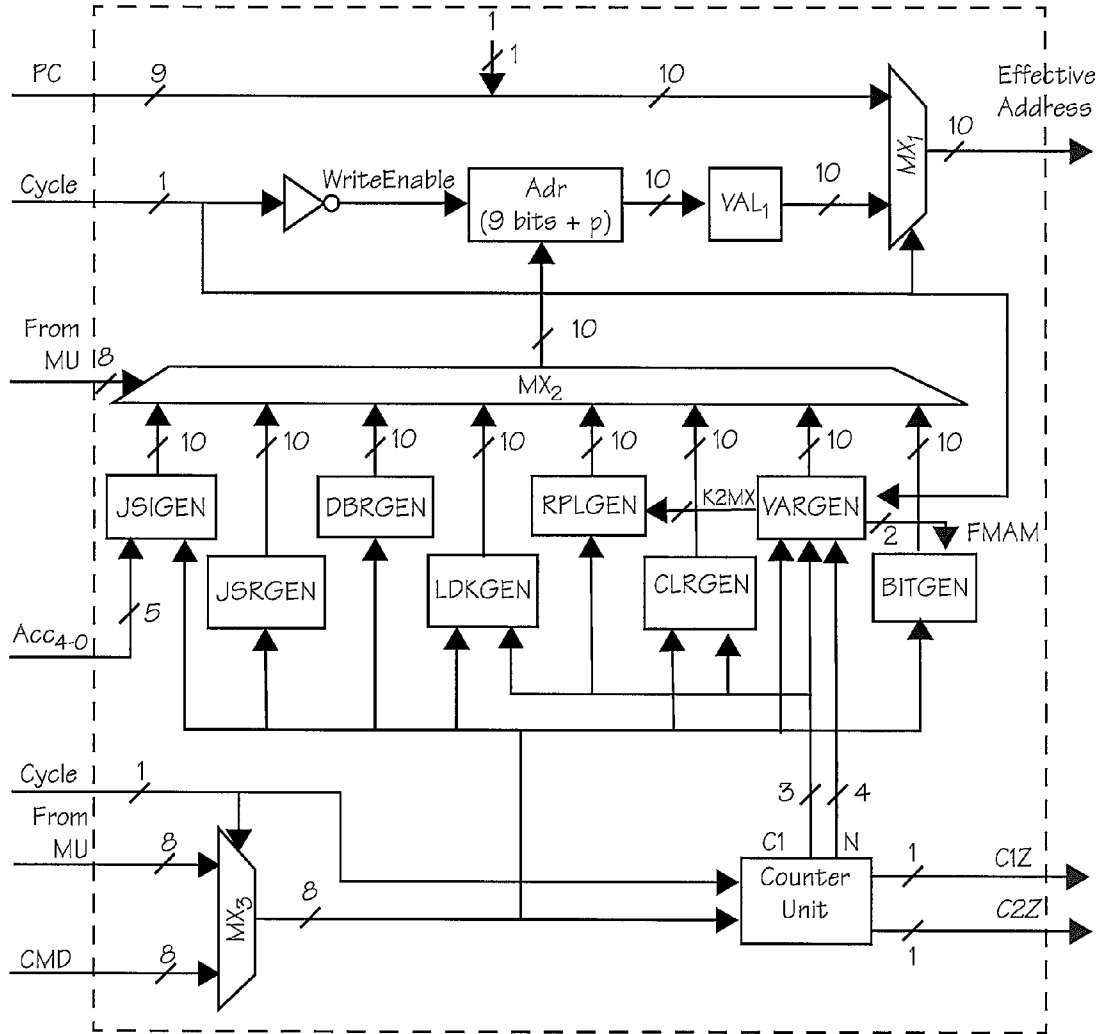 1
1
PC
9
10
Effective
Address
MX1
10
Cycle
1
WriteEnable
Adr
(9 bits + p)
10
VAL1
10
From
MU
8
10
MX2
10
10
10
10
10
10
10
10
JSIGEN
DBRGEN
RPLGEN
K2MX
VARGEN
2
FMAM
JSRGEN
LDKGEN
CLRGEN
BITGEN
5
Acc4-0
Cycle
1
From
MU
8
3
4
C1
N
Counter
Unit
1
C1Z
MX3
8
1
C2Z
CMD
8